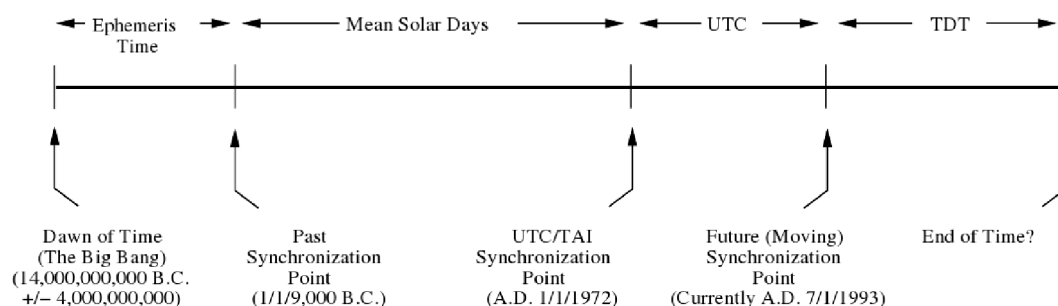 Ephemeris
Time
Mean Solar Days
UTC
TDT
Dawn of Time
(The Big Bang)
(14,000,000,000 B.C.
+/− 4,000,000,000)
Past
Synchronization
Point
(1/1/9,000 B.C.)
UTC/TAI
Synchronization
Point
(A.D. 1/1/1972)
Future (Moving)
Synchronization
Point
(Currently A.D. 7/1/1993)
End of Time?